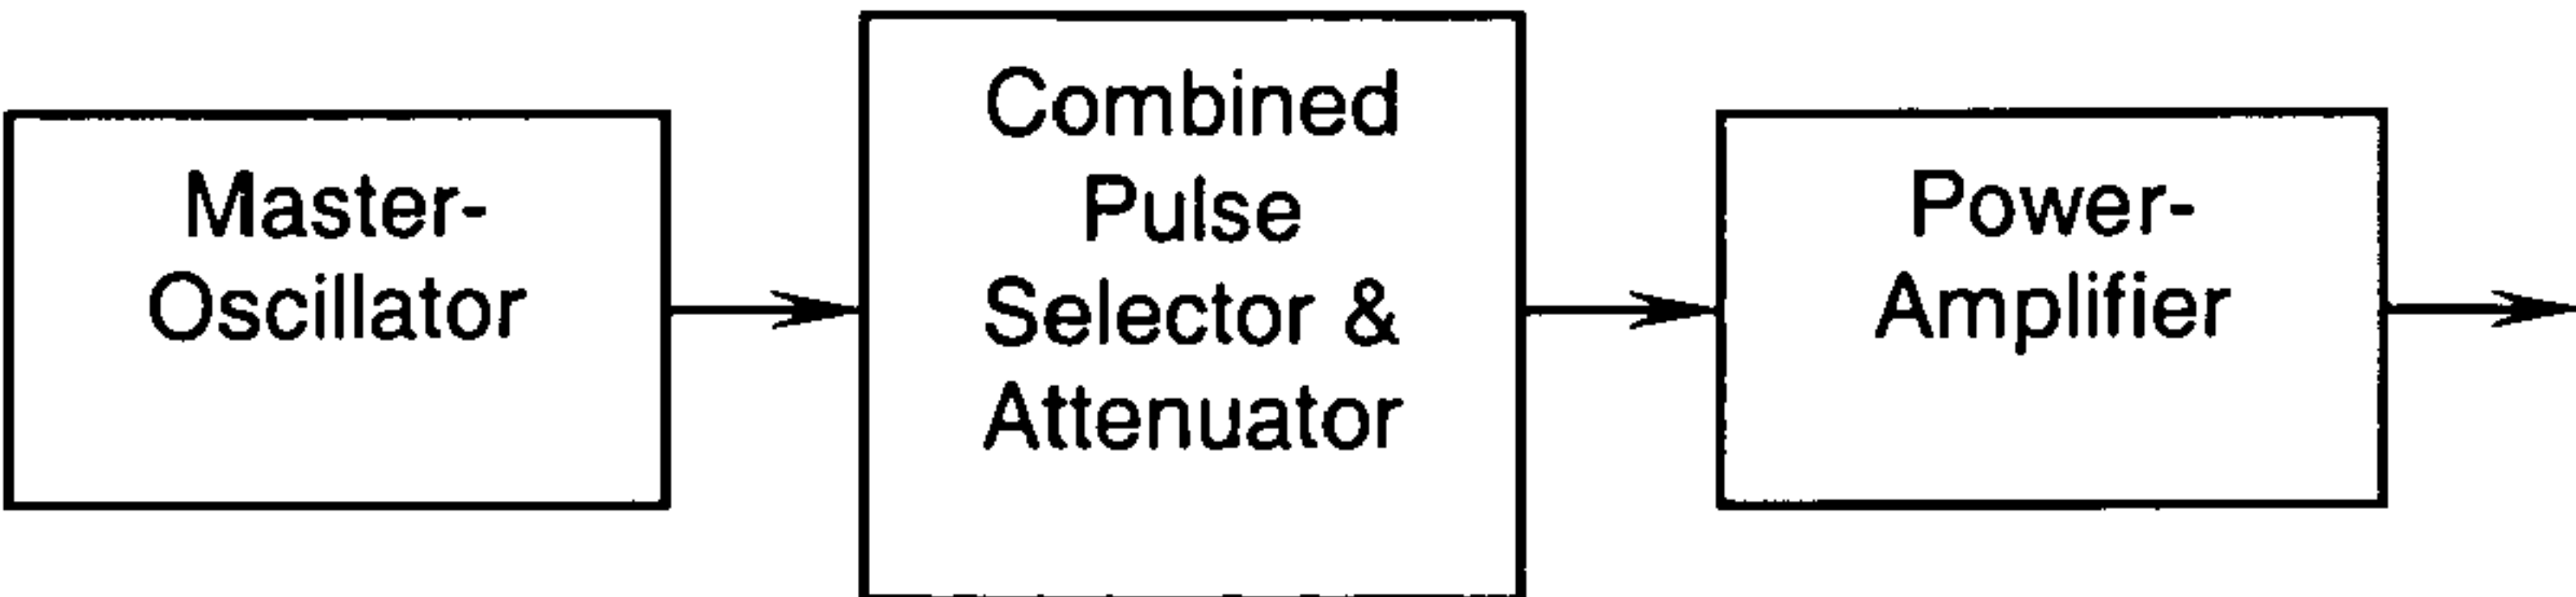 Master-
Oscillator
Combined
Pulse
Selector &
Attenuator
Power-
Amplifier